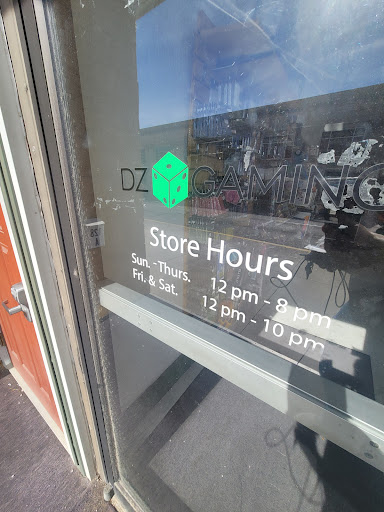 DZ GAMING
Store Hours
Sun. - Thurs. 12 pm - 8 pm
Fri. & Sat. 12 pm - 10 pm